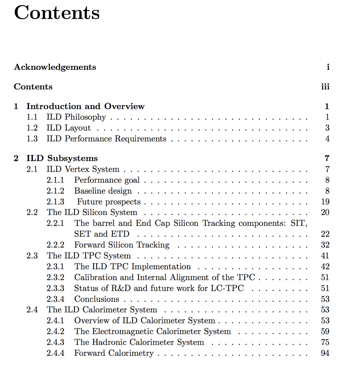 Contents
Acknowledgements i
Contents iii
1 Introduction and Overview 1
1.1 ILD Philosophy . . . . . . . . . . . . . . . . . . . . . . . . . . . . . . 1
1.2 ILD Layout . . . . . . . . . . . . . . . . . . . . . . . . . . . . . . . . 3
1.3 ILD Performance Requirements . . . . . . . . . . . . . . . . . . . . . 4
2 ILD Subsystems 7
2.1 ILD Vertex System . . . . . . . . . . . . . . . . . . . . . . . . . . . . 7
2.1.1 Performance goal . . . . . . . . . . . . . . . . . . . . . . . . . 8
2.1.2 Baseline design . . . . . . . . . . . . . . . . . . . . . . . . . . 8
2.1.3 Future prospects . . . . . . . . . . . . . . . . . . . . . . . . . 19
2.2 The ILD Silicon System . . . . . . . . . . . . . . . . . . . . . . . . . 20
2.2.1 The barrel and End Cap Silicon Tracking components: SIT,
SET and ETD . . . . . . . . . . . . . . . . . . . . . . . . . . 22
2.2.2 Forward Silicon Tracking . . . . . . . . . . . . . . . . . . . . 32
2.3 The ILD TPC System . . . . . . . . . . . . . . . . . . . . . . . . . . 41
2.3.1 The ILD TPC Implementation . . . . . . . . . . . . . . . . . 42
2.3.2 Calibration and Internal Alignment of the TPC . . . . . . . . 51
2.3.3 Status of R&D and future work for LC-TPC . . . . . . . . . 51
2.3.4 Conclusions . . . . . . . . . . . . . . . . . . . . . . . . . . . . 53
2.4 The ILD Calorimeter System . . . . . . . . . . . . . . . . . . . . . . 53
2.4.1 Overview of ILD Calorimeter System . . . . . . . . . . . . . . 53
2.4.2 The Electromagnetic Calorimeter System . . . . . . . . . . . 59
2.4.3 The Hadronic Calorimeter System . . . . . . . . . . . . . . . 75
2.4.4 Forward Calorimetry . . . . . . . . . . . . . . . . . . . . . . . 94